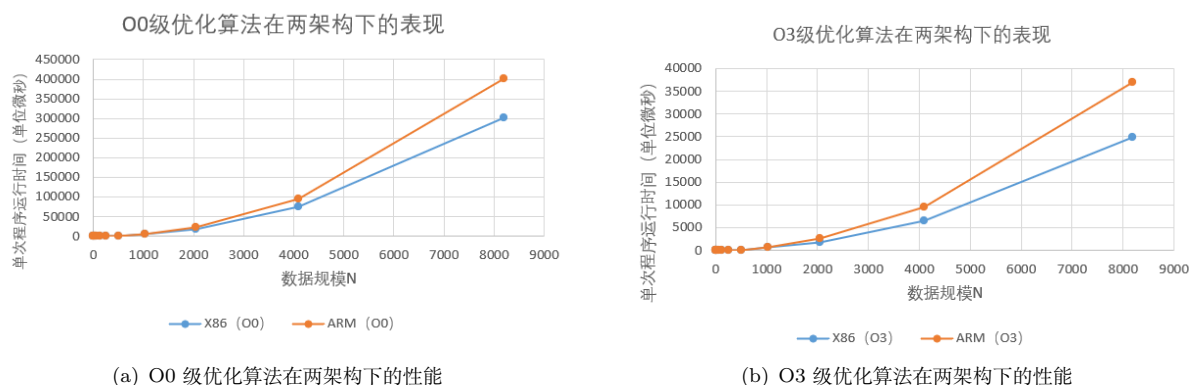 O0级优化算法在两架构下的表现
单次程序运行时间（单位微秒）
450000
400000
350000
300000
250000
200000
150000
100000
50000
0
0 1000 2000 3000 4000 5000 6000 7000 8000 9000
数据规模N
X86（O0） ARM（O0）
(a) O0 级优化算法在两架构下的性能
O3级优化算法在两架构下的表现
单次程序运行时间（单位微秒）
40000
35000
30000
25000
20000
15000
10000
5000
0
0 1000 2000 3000 4000 5000 6000 7000 8000 9000
数据规模N
X86（O3） ARM（O3）
(b) O3 级优化算法在两架构下的性能